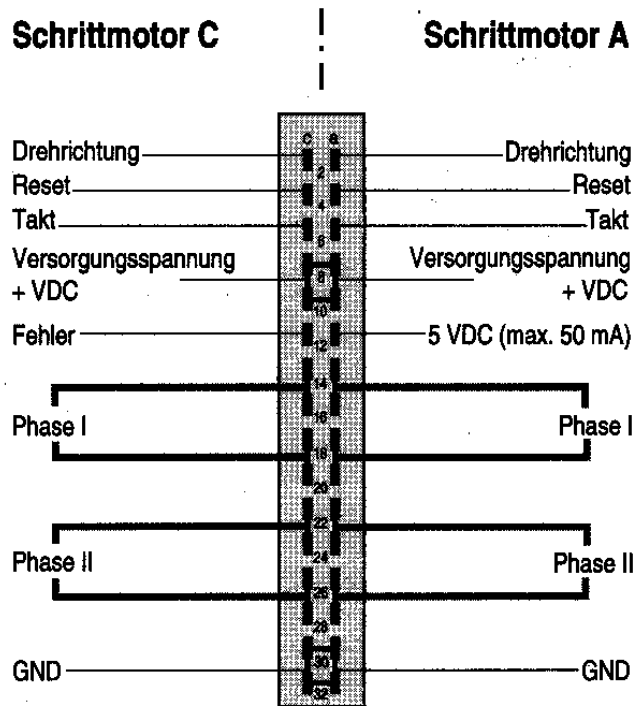 Schrittmotor C
Schrittmotor A
C a
Drehrichtung
Drehrichtung
2
Reset
Reset
4
Takt
Takt
6
Versorgungsspannung
+ VDC
Versorgungsspannung
+ VDC
8
10
Fehler
5 VDC (max. 50 mA)
12
14
16
Phase I
Phase I
18
20
22
24
Phase II
Phase II
26
28
30
GND
GND
32